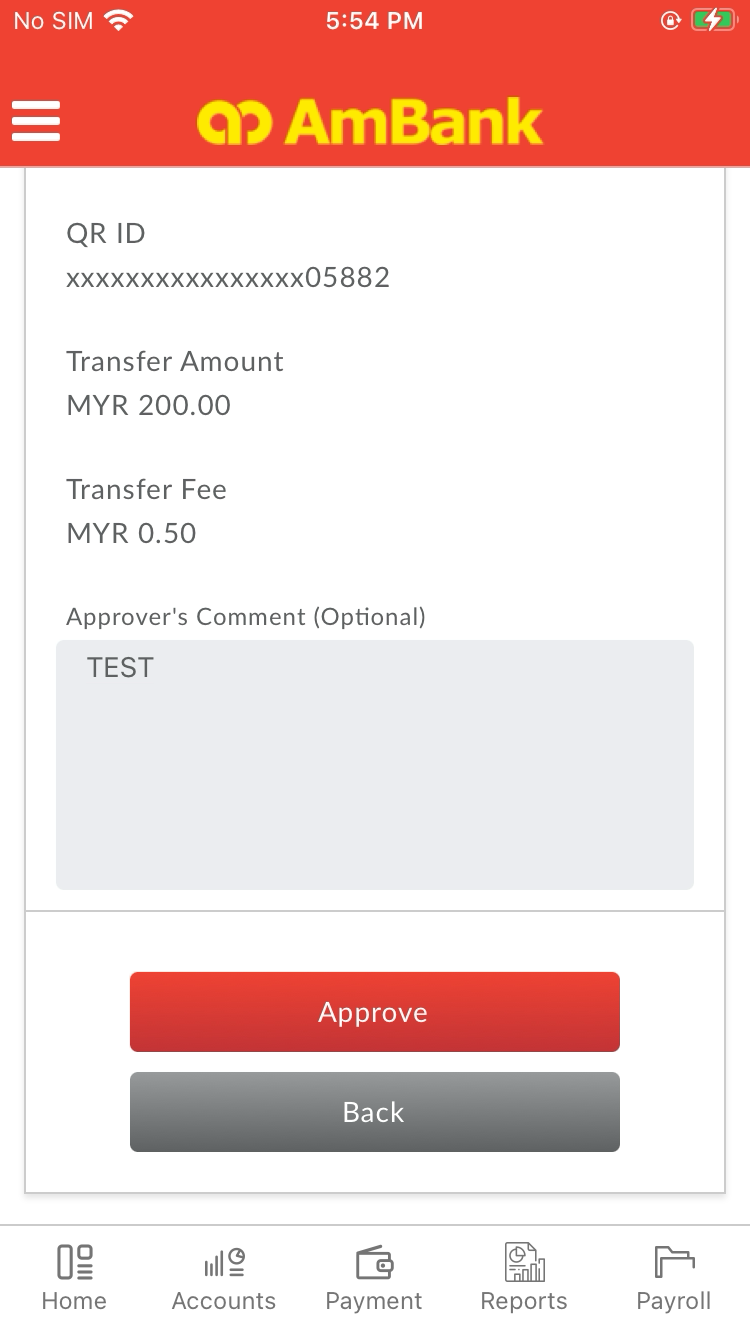 No SIM 5:54 PM
AmBank
QR ID
xxxxxxxxxxxxxxxx05882
Transfer Amount
MYR 200.00
Transfer Fee
MYR 0.50
Approver's Comment (Optional)
TEST
Approve
Back
Home Accounts Payment Reports Payroll